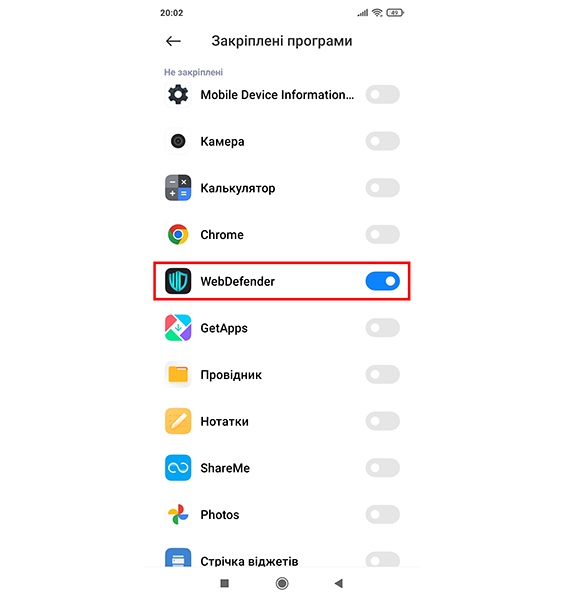 20:02
49
Закріплені програми
Не закріплені
Mobile Device Information...
Камера
Калькулятор
Chrome
WebDefender
GetApps
Провідник
Нотатки
ShareMe
Photos
Стрічка віджетів